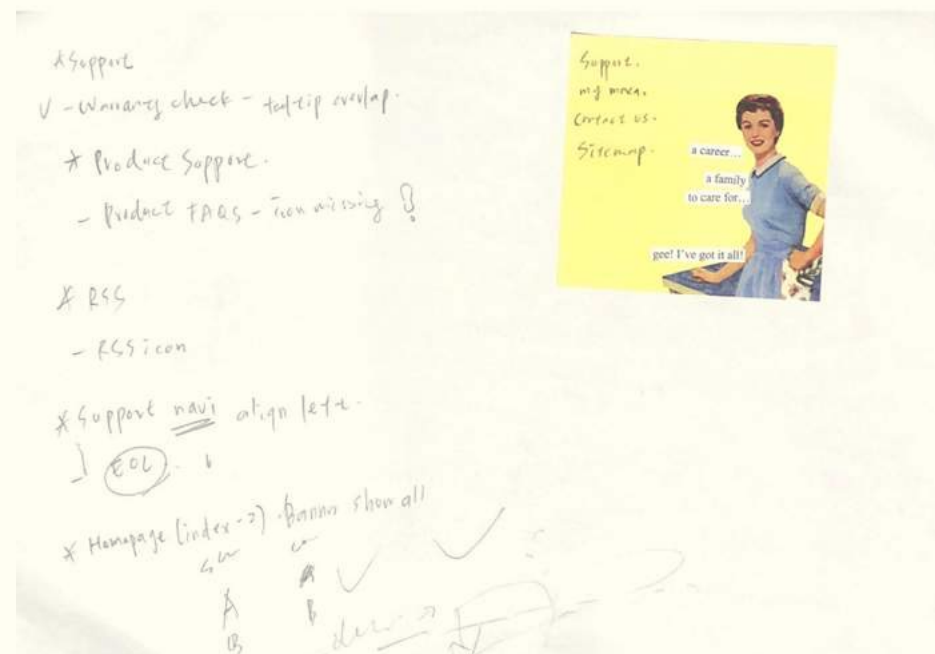 * Support
V - Warranty check - tooltip overlap.
* Product Support.
- Product FAQS - icon missing
* RSS
- RSS icon
* Support navi align left.
EOL
* Homepage (index-2) . Banner show all
A
B
A
B
Support.
my moxa.
Contact us.
Sitemap.
a career...
a family
to care for...
gee! I've got it all!